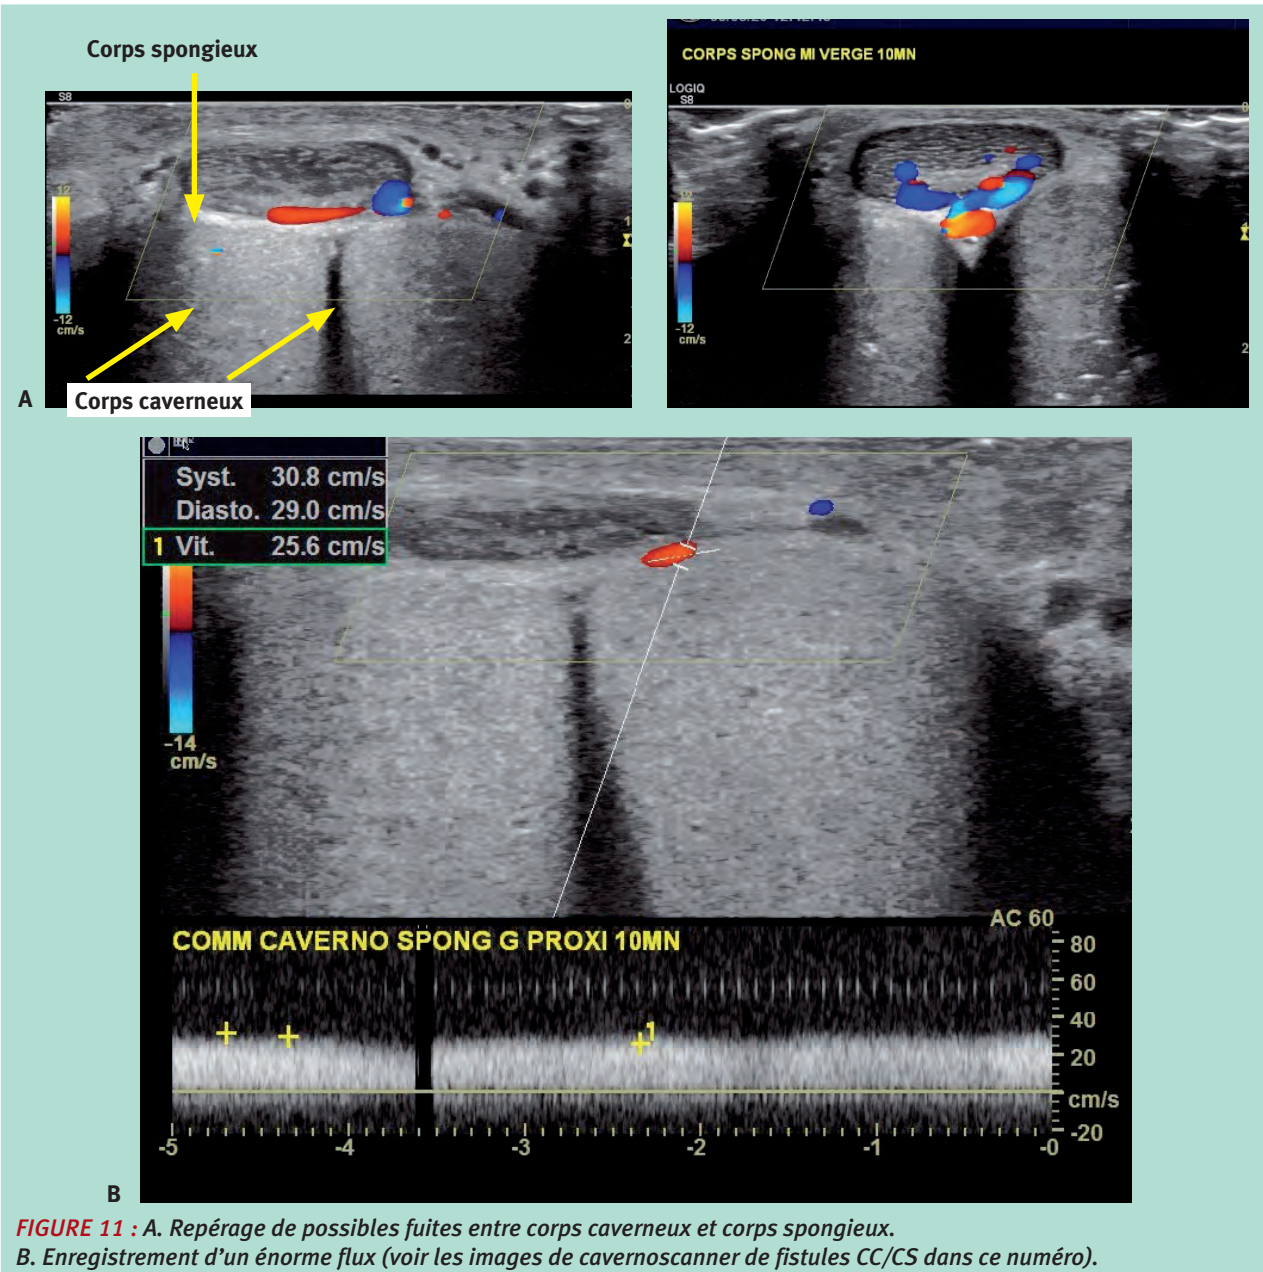 Corps spongieux
S8
12
-12
cm/s
2
Corps caverneux
A
CORPS SPONG MI VERGE 10MN
LOGIQ
S8
12
-12
cm/s
2
Syst. 30.8 cm/s
Diasto. 29.0 cm/s
1 Vit. 25.6 cm/s
-14
cm/s
AC 60
COMM CAVERNO SPONG G PROXI 10MN
1
80
60
40
20
cm/s
-20
-5 -4 -3 -2 -1 -0
B
FIGURE 11 : A. Repérage de possibles fuites entre corps caverneux et corps spongieux.
B. Enregistrement d'un énorme flux (voir les images de cavernoscanner de fistules CC/CS dans ce numéro).